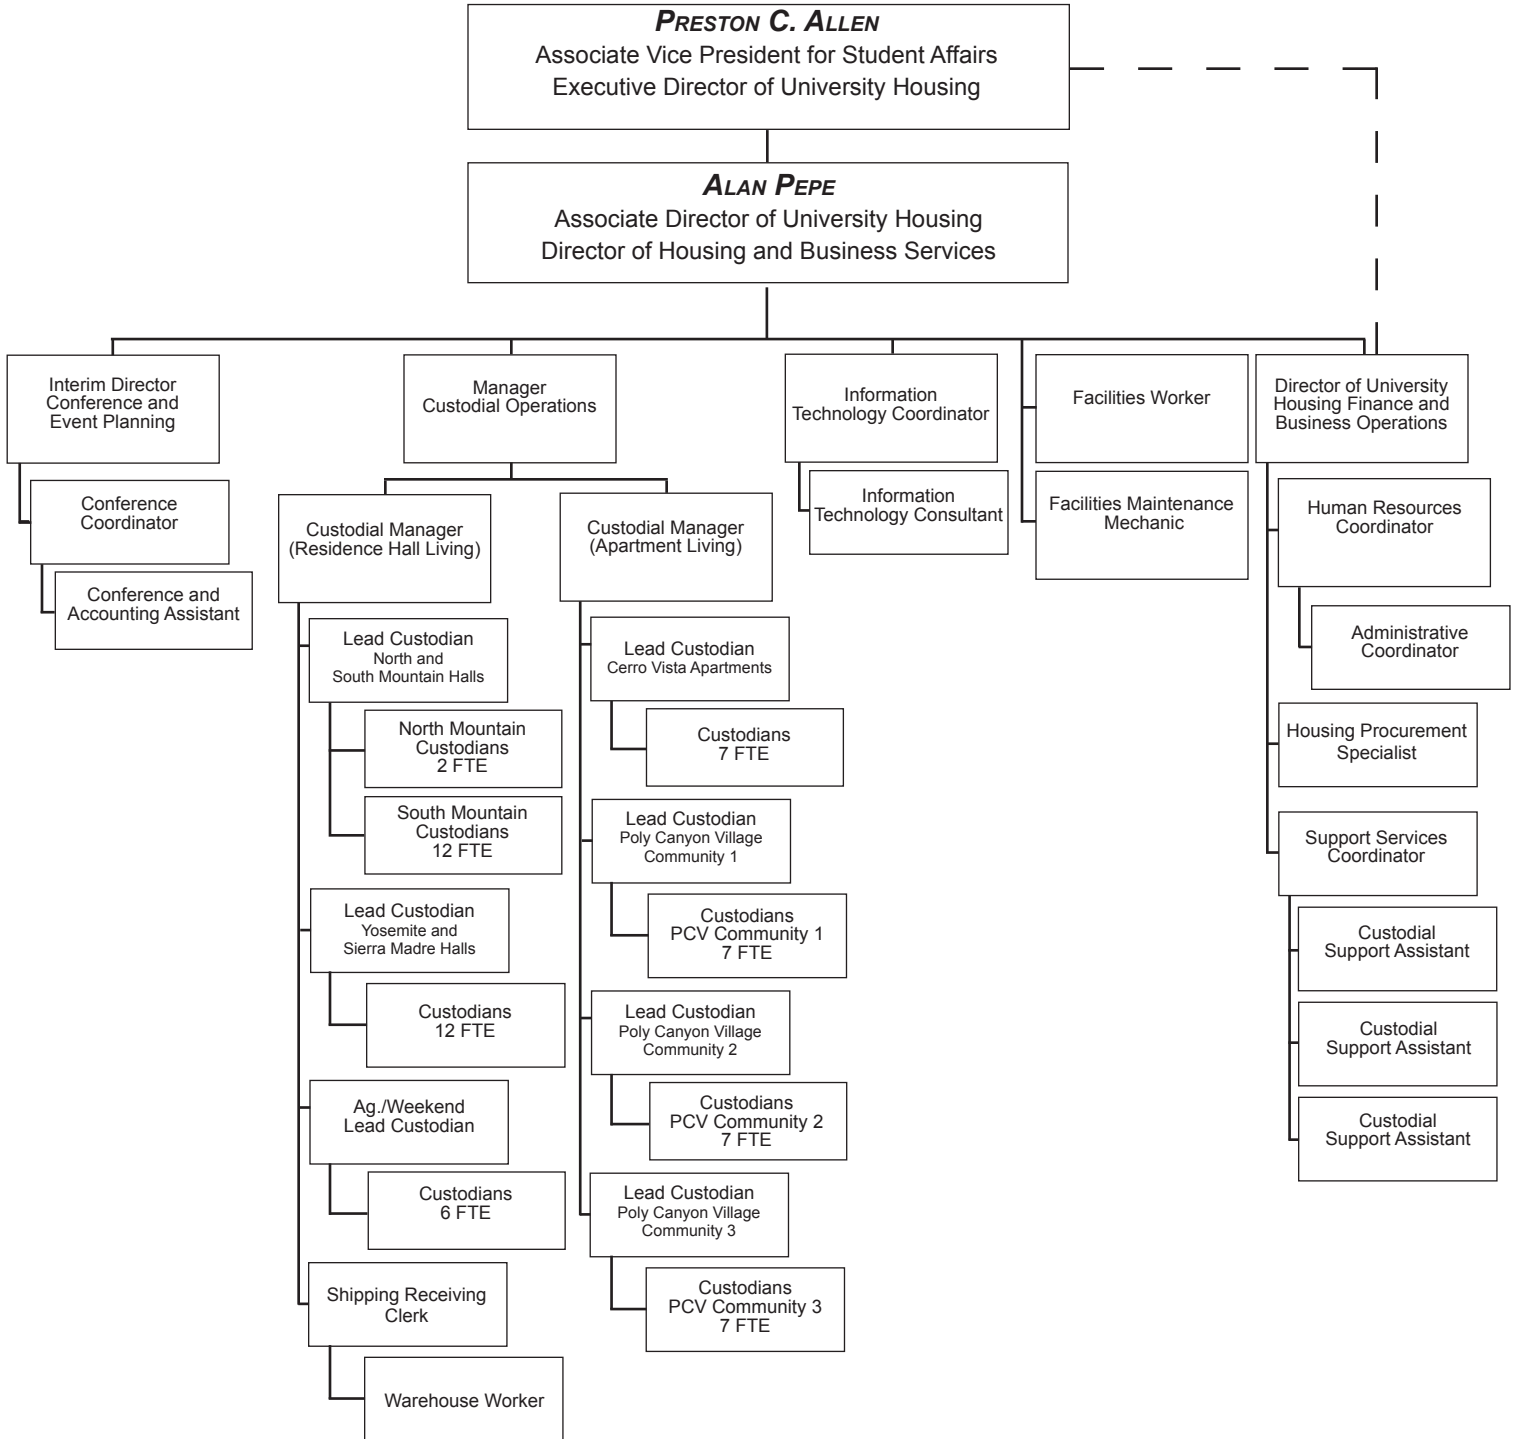 PRESTON C. ALLEN
Associate Vice President for Student Affairs
Executive Director of University Housing
ALAN PEPE
Associate Director of University Housing
Director of Housing and Business Services
Interim Director
Conference and
Event Planning
Conference
Coordinator
Conference and
Accounting Assistant
Manager
Custodial Operations
Custodial Manager
(Residence Hall Living)
Lead Custodian
North and
South Mountain Halls
North Mountain
Custodians
2 FTE
South Mountain
Custodians
12 FTE
Lead Custodian
Yosemite and
Sierra Madre Halls
Custodians
12 FTE
Ag./Weekend
Lead Custodian
Custodians
6 FTE
Shipping Receiving
Clerk
Warehouse Worker
Custodial Manager
(Apartment Living)
Lead Custodian
Cerro Vista Apartments
Custodians
7 FTE
Lead Custodian
Poly Canyon Village
Community 1
Custodians
PCV Community 1
7 FTE
Lead Custodian
Poly Canyon Village
Community 2
Custodians
PCV Community 2
7 FTE
Lead Custodian
Poly Canyon Village
Community 3
Custodians
PCV Community 3
7 FTE
Information
Technology Coordinator
Information
Technology Consultant
Facilities Worker
Facilities Maintenance
Mechanic
Director of University
Housing Finance and
Business Operations
Human Resources
Coordinator
Administrative
Coordinator
Housing Procurement
Specialist
Support Services
Coordinator
Custodial
Support Assistant
Custodial
Support Assistant
Custodial
Support Assistant